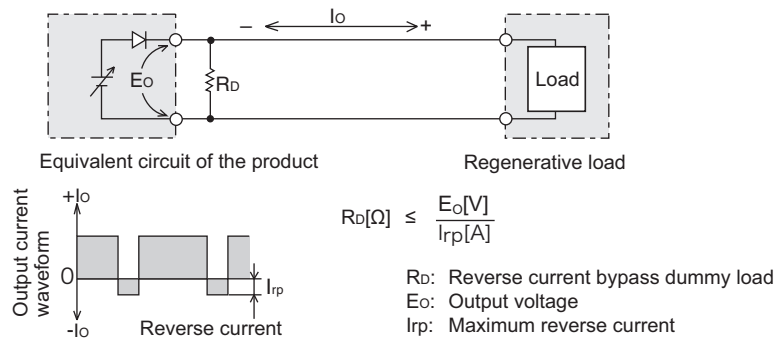 − Io +
Eo
RD
Load
Equivalent circuit of the product
Regenerative load
+Io
Output current
waveform
0
Irp
-Io
Reverse current
RD[Ω] ≤ Eo[V]
Irp[A]
RD: Reverse current bypass dummy load
Eo: Output voltage
Irp: Maximum reverse current